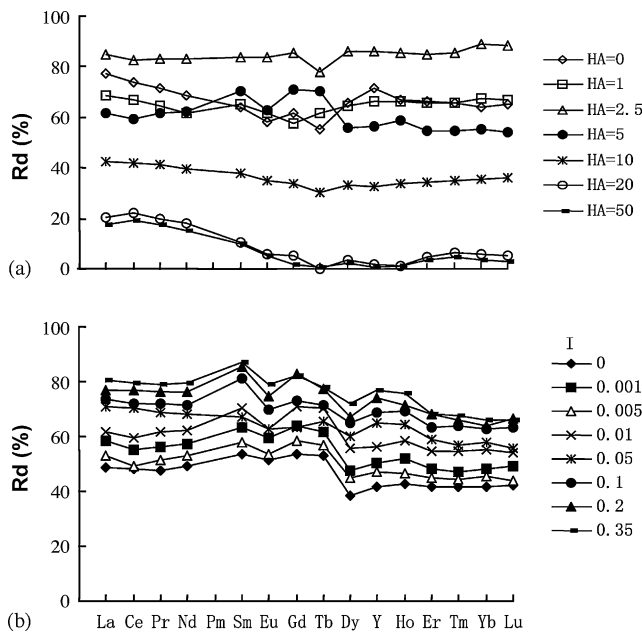 100
80
60
40
20
0
Rd (%)
(a)
HA=0
HA=1
HA=2.5
HA=5
HA=10
HA=20
HA=50
100
80
60
40
20
0
Rd (%)
(b)
La Ce Pr Nd Pm Sm Eu Gd Tb Dy Y Ho Er Tm Yb Lu
I
0
0.001
0.005
0.01
0.05
0.1
0.2
0.35